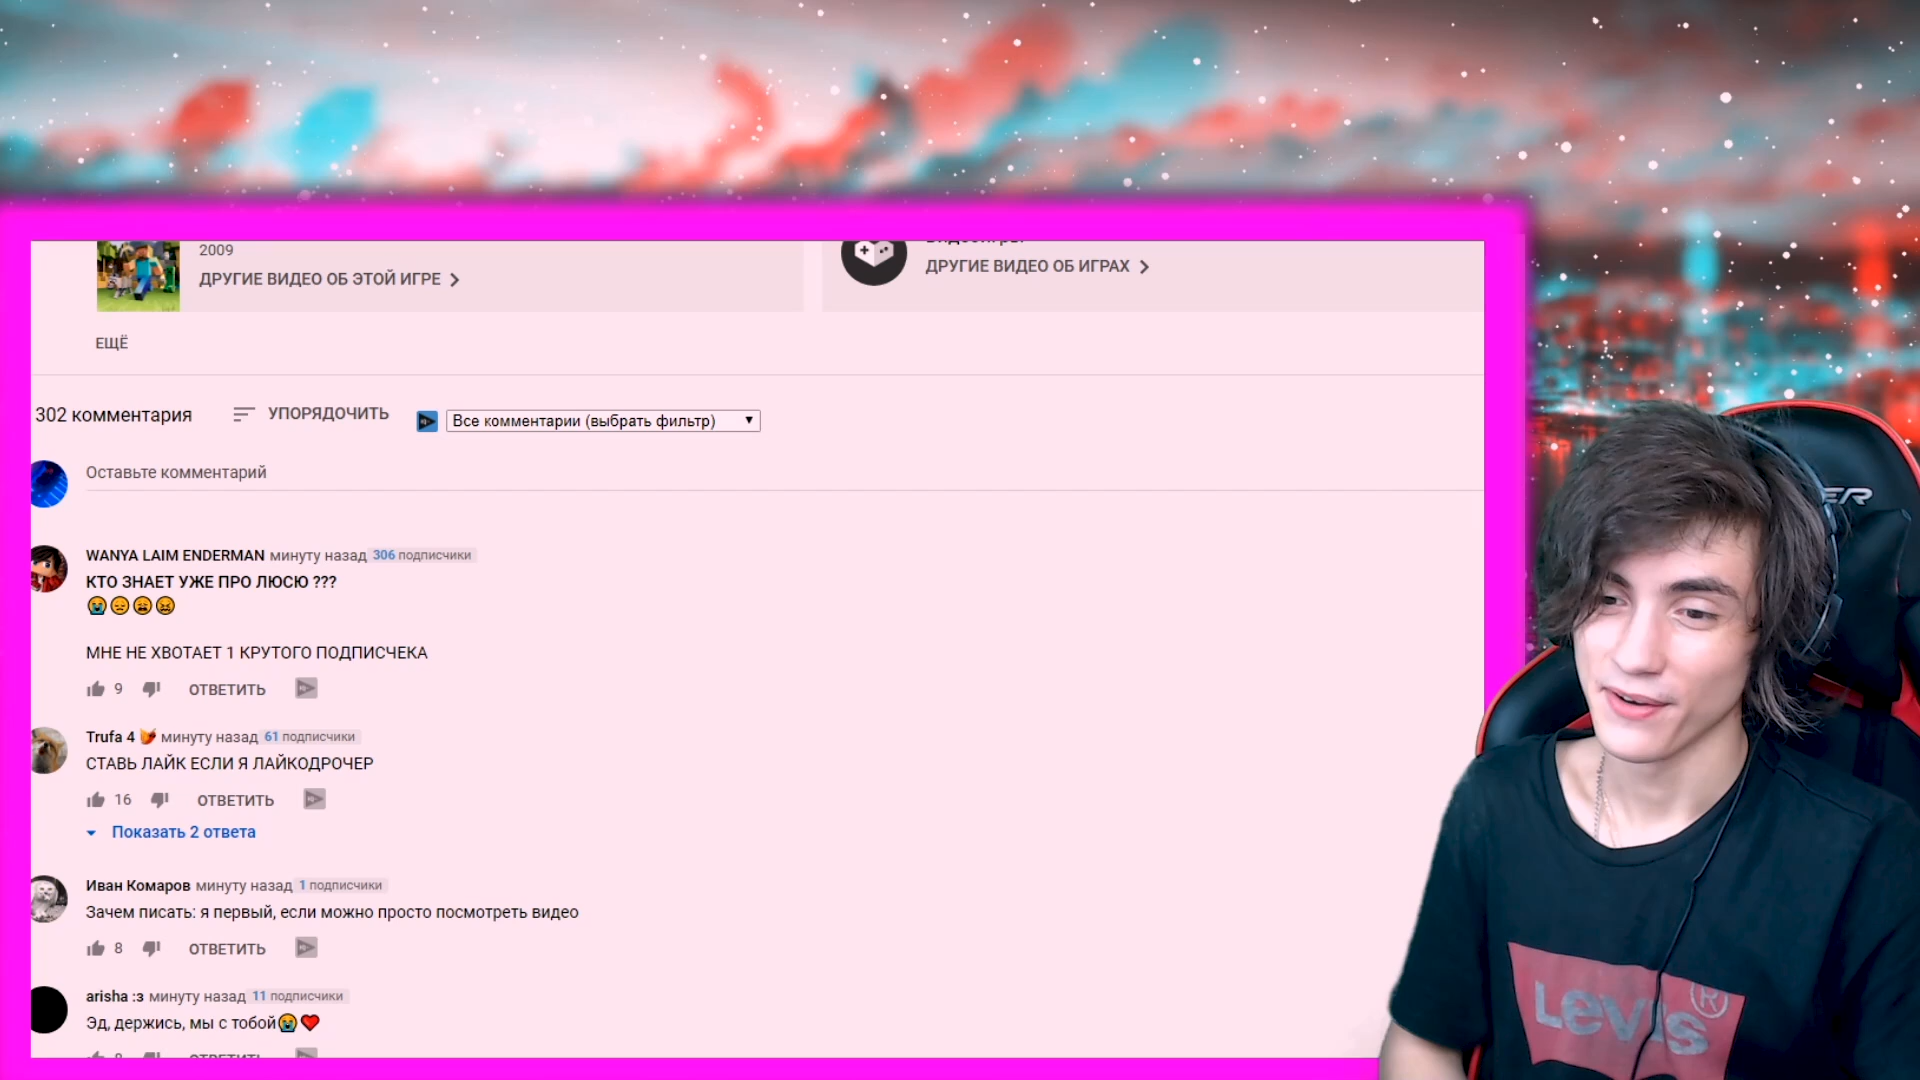 2009
ДРУГИЕ ВИДЕО ОБ ЭТОЙ ИГРЕ
ДРУГИЕ ВИДЕО ОБ ИГРАХ
ЕЩЁ
302 комментария
УПОРЯДОЧИТЬ
Все комментарии (выбрать фильтр)
Оставьте комментарий
WANYA LAIM ENDERMAN минуту назад 306 подписчики
КТО ЗНАЕТ УЖЕ ПРО ЛЮСЮ ???
😭😔😩😖
МНЕ НЕ ХВОТАЕТ 1 КРУТОГО ПОДПИСЧЕКА
9 ОТВЕТИТЬ
Trufa 4 минуту назад 61 подписчики
СТАВЬ ЛАЙК ЕСЛИ Я ЛАЙКОДРОЧЕР
16 ОТВЕТИТЬ
Показать 2 ответа
Иван Комаров минуту назад 1 подписчики
Зачем писать: я первый, если можно просто посмотреть видео
8 ОТВЕТИТЬ
arisha :з минуту назад 11 подписчики
Эд, держись, мы с тобой😭❤
ОТВЕТИТЬ
ER
Levi's ®